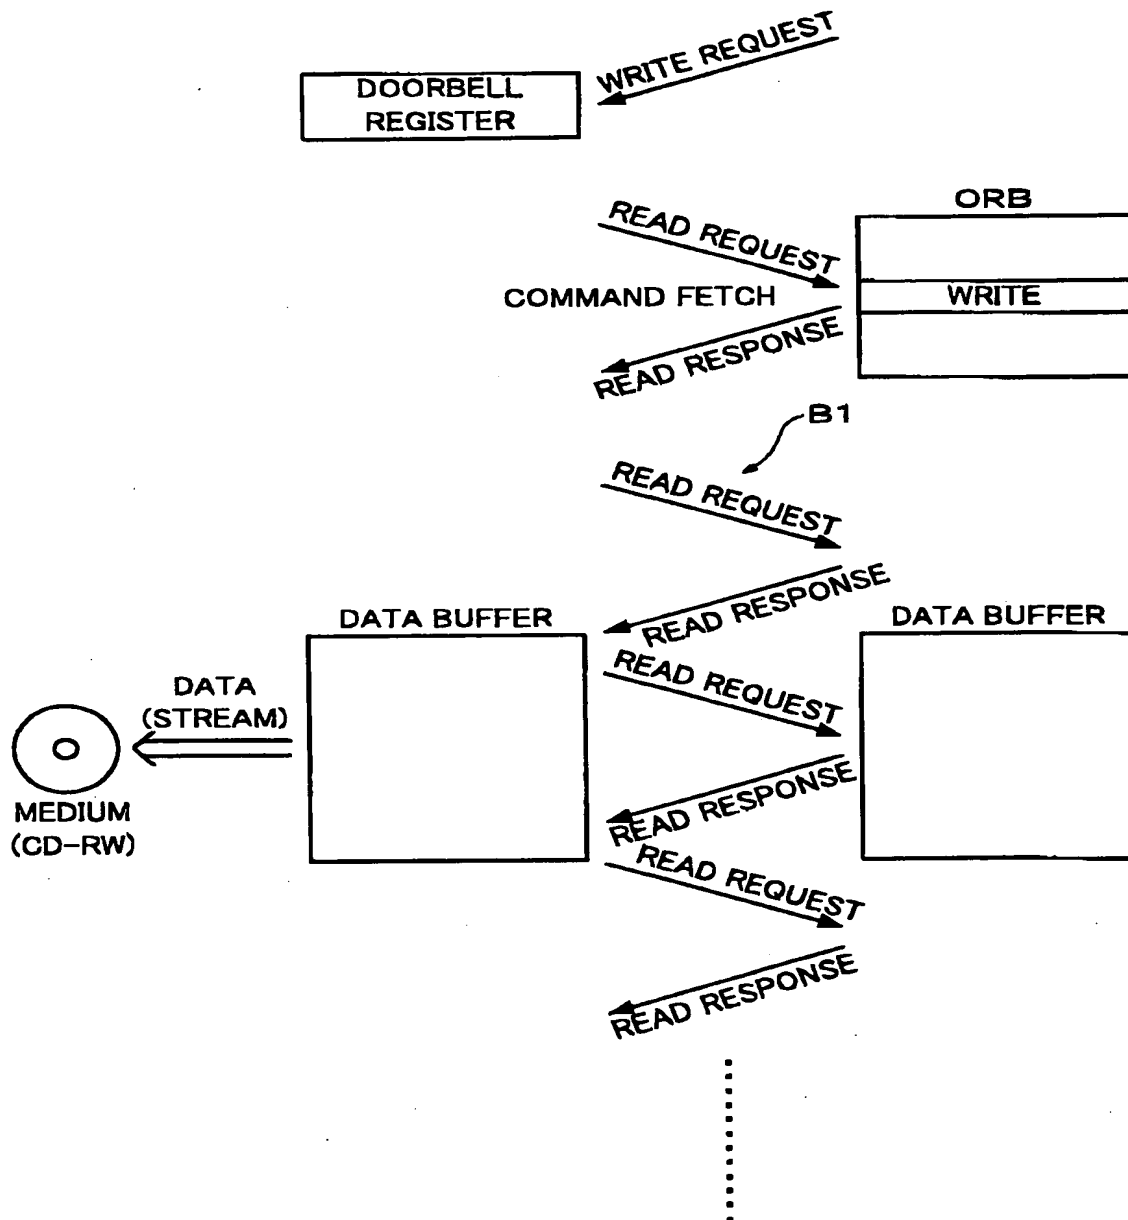 WRITE REQUEST
DOORBELL
REGISTER
ORB
READ REQUEST
COMMAND FETCH
WRITE
READ RESPONSE
B1
READ REQUEST
READ RESPONSE
DATA BUFFER
DATA BUFFER
READ REQUEST
DATA
(STREAM)
READ RESPONSE
MEDIUM
(CD-RW)
READ REQUEST
READ RESPONSE